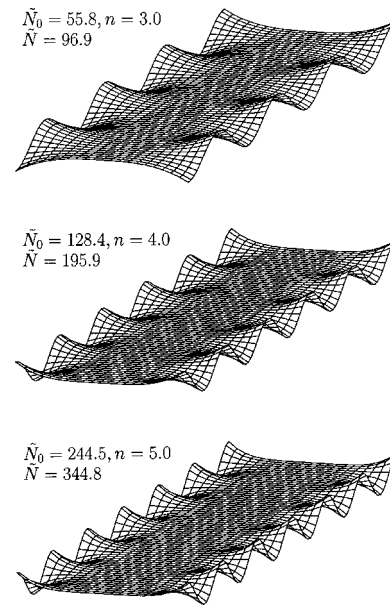 Ñ₀ = 55.8, n = 3.0
Ñ = 96.9
Ñ₀ = 128.4, n = 4.0
Ñ = 195.9
Ñ₀ = 244.5, n = 5.0
Ñ = 344.8